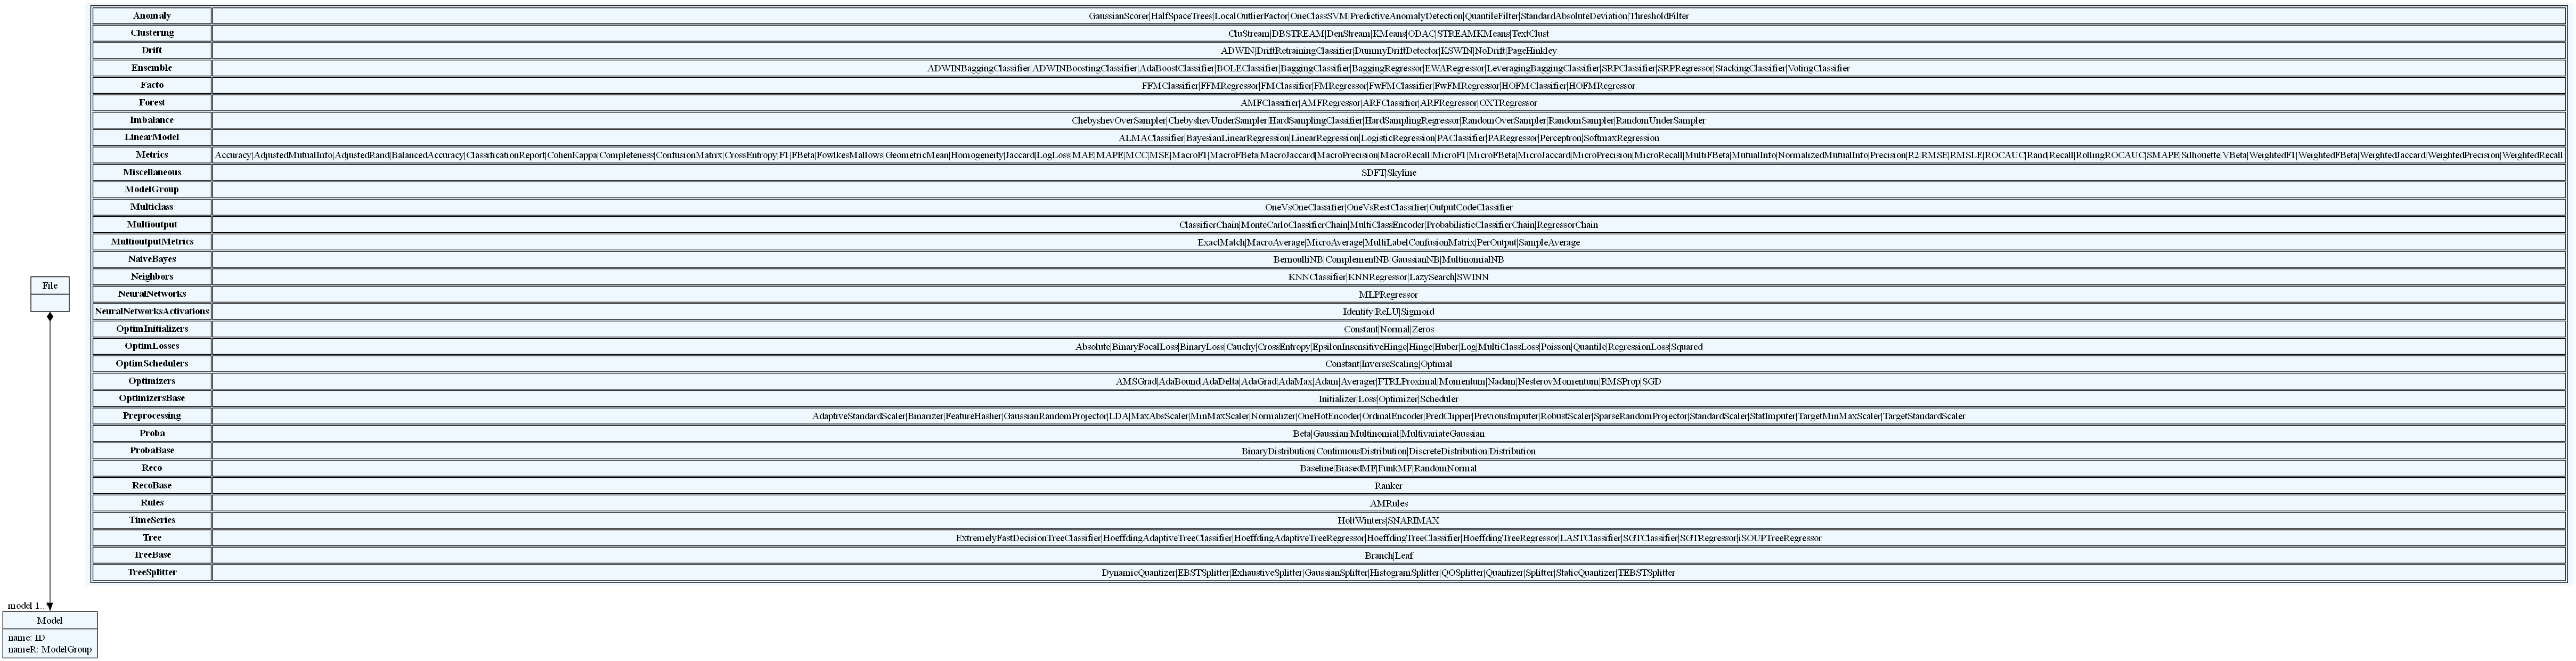 Anomaly GaussianScorer|HalfSpaceTrees|LocalOutlierFactor|OneClassSVM|PredictiveAnomalyDetection|QuantileFilter|StandardAbsoluteDeviation|ThresholdFilter
Clustering CluStream|DBSTREAM|DenStream|KMeans|ODAC|STREAMKMeans|TextClust
Drift ADWIN|DriftRetrainingClassifier|DummyDriftDetector|KSWIN|NoDrift|PageHinkley
Ensemble ADWINBaggingClassifier|ADWINBoostingClassifier|AdaBoostClassifier|BOLEClassifier|BaggingClassifier|BaggingRegressor|EWARegressor|LeveragingBaggingClassifier|SRPClassifier|SRPRegressor|StackingClassifier|VotingClassifier
Facto FFMClassifier|FFMRegressor|FMClassifier|FMRegressor|FwFMClassifier|FwFMRegressor|HOFMClassifier|HOFMRegressor
Forest AMFClassifier|AMFRegressor|ARFClassifier|ARFRegressor|OXTRegressor
Imbalance ChebyshevOverSampler|ChebyshevUnderSampler|HardSamplingClassifier|HardSamplingRegressor|RandomOverSampler|RandomSampler|RandomUnderSampler
LinearModel ALMAClassifier|BayesianLinearRegression|LinearRegression|LogisticRegression|PAClassifier|PARegressor|Perceptron|SoftmaxRegression
Metrics Accuracy|AdjustedMutualInfo|AdjustedRand|BalancedAccuracy|ClassificationReport|CohenKappa|Completeness|ConfusionMatrix|CrossEntropy|F1|FBeta|FowlkesMallows|GeometricMean|Homogeneity|Jaccard|LogLoss|MAE|MAPE|MCC|MSE|MacroF1|MacroFBeta|MacroJaccard|MacroPrecision|MacroRecall|MicroF1|MicroFBeta|MicroJaccard|MicroPrecision|MicroRecall|MultiFBeta|MutualInfo|NormalizedMutualInfo|Precision|R2|RMSE|RMSLE|ROCAUC|Rand|Recall|RollingROCAUC|SMAPE|Silhouette|VBeta|WeightedF1|WeightedFBeta|WeightedJaccard|WeightedPrecision|WeightedRecall
Miscellaneous SDFT|Skyline
ModelGroup
Multiclass OneVsOneClassifier|OneVsRestClassifier|OutputCodeClassifier
Multioutput ClassifierChain|MonteCarloClassifierChain|MultiClassEncoder|ProbabilisticClassifierChain|RegressorChain
MultioutputMetrics ExactMatch|MacroAverage|MicroAverage|MultiLabelConfusionMatrix|PerOutput|SampleAverage
NaiveBayes BernoulliNB|ComplementNB|GaussianNB|MultinomialNB
Neighbors KNNClassifier|KNNRegressor|LazySearch|SWINN
NeuralNetworks MLPRegressor
NeuralNetworksActivations Identity|ReLU|Sigmoid
OptimInitializers Constant|Normal|Zeros
OptimLosses Absolute|BinaryFocalLoss|BinaryLoss|Cauchy|CrossEntropy|EpsilonInsensitiveHinge|Hinge|Huber|Log|MultiClassLoss|Poisson|Quantile|RegressionLoss|Squared
OptimSchedulers Constant|InverseScaling|Optimal
Optimizers AMSGrad|AdaBound|AdaDelta|AdaGrad|AdaMax|Adam|Averager|FTRLProximal|Momentum|Nadam|NesterovMomentum|RMSProp|SGD
OptimizersBase Initializer|Loss|Optimizer|Scheduler
Preprocessing AdaptiveStandardScaler|Binarizer|FeatureHasher|GaussianRandomProjector|LDA|MaxAbsScaler|MinMaxScaler|Normalizer|OneHotEncoder|OrdinalEncoder|PredClipper|PreviousImputer|RobustScaler|SparseRandomProjector|StandardScaler|StatImputer|TargetMinMaxScaler|TargetStandardScaler
Proba Beta|Gaussian|Multinomial|MultivariateGaussian
ProbaBase BinaryDistribution|ContinuousDistribution|DiscreteDistribution|Distribution
Reco Baseline|BiasedMF|FunkMF|RandomNormal
RecoBase Ranker
Rules AMRules
TimeSeries HoltWinters|SNARIMAX
Tree ExtremelyFastDecisionTreeClassifier|HoeffdingAdaptiveTreeClassifier|HoeffdingAdaptiveTreeRegressor|HoeffdingTreeClassifier|HoeffdingTreeRegressor|LASTClassifier|SGTClassifier|SGTRegressor|iSOUPTreeRegressor
TreeBase Branch|Leaf
TreeSplitter DynamicQuantizer|EBSTSplitter|ExhaustiveSplitter|GaussianSplitter|HistogramSplitter|QOSplitter|Quantizer|Splitter|StaticQuantizer|TEBSTSplitter
File
model 1..
Model
name: ID
nameR: ModelGroup